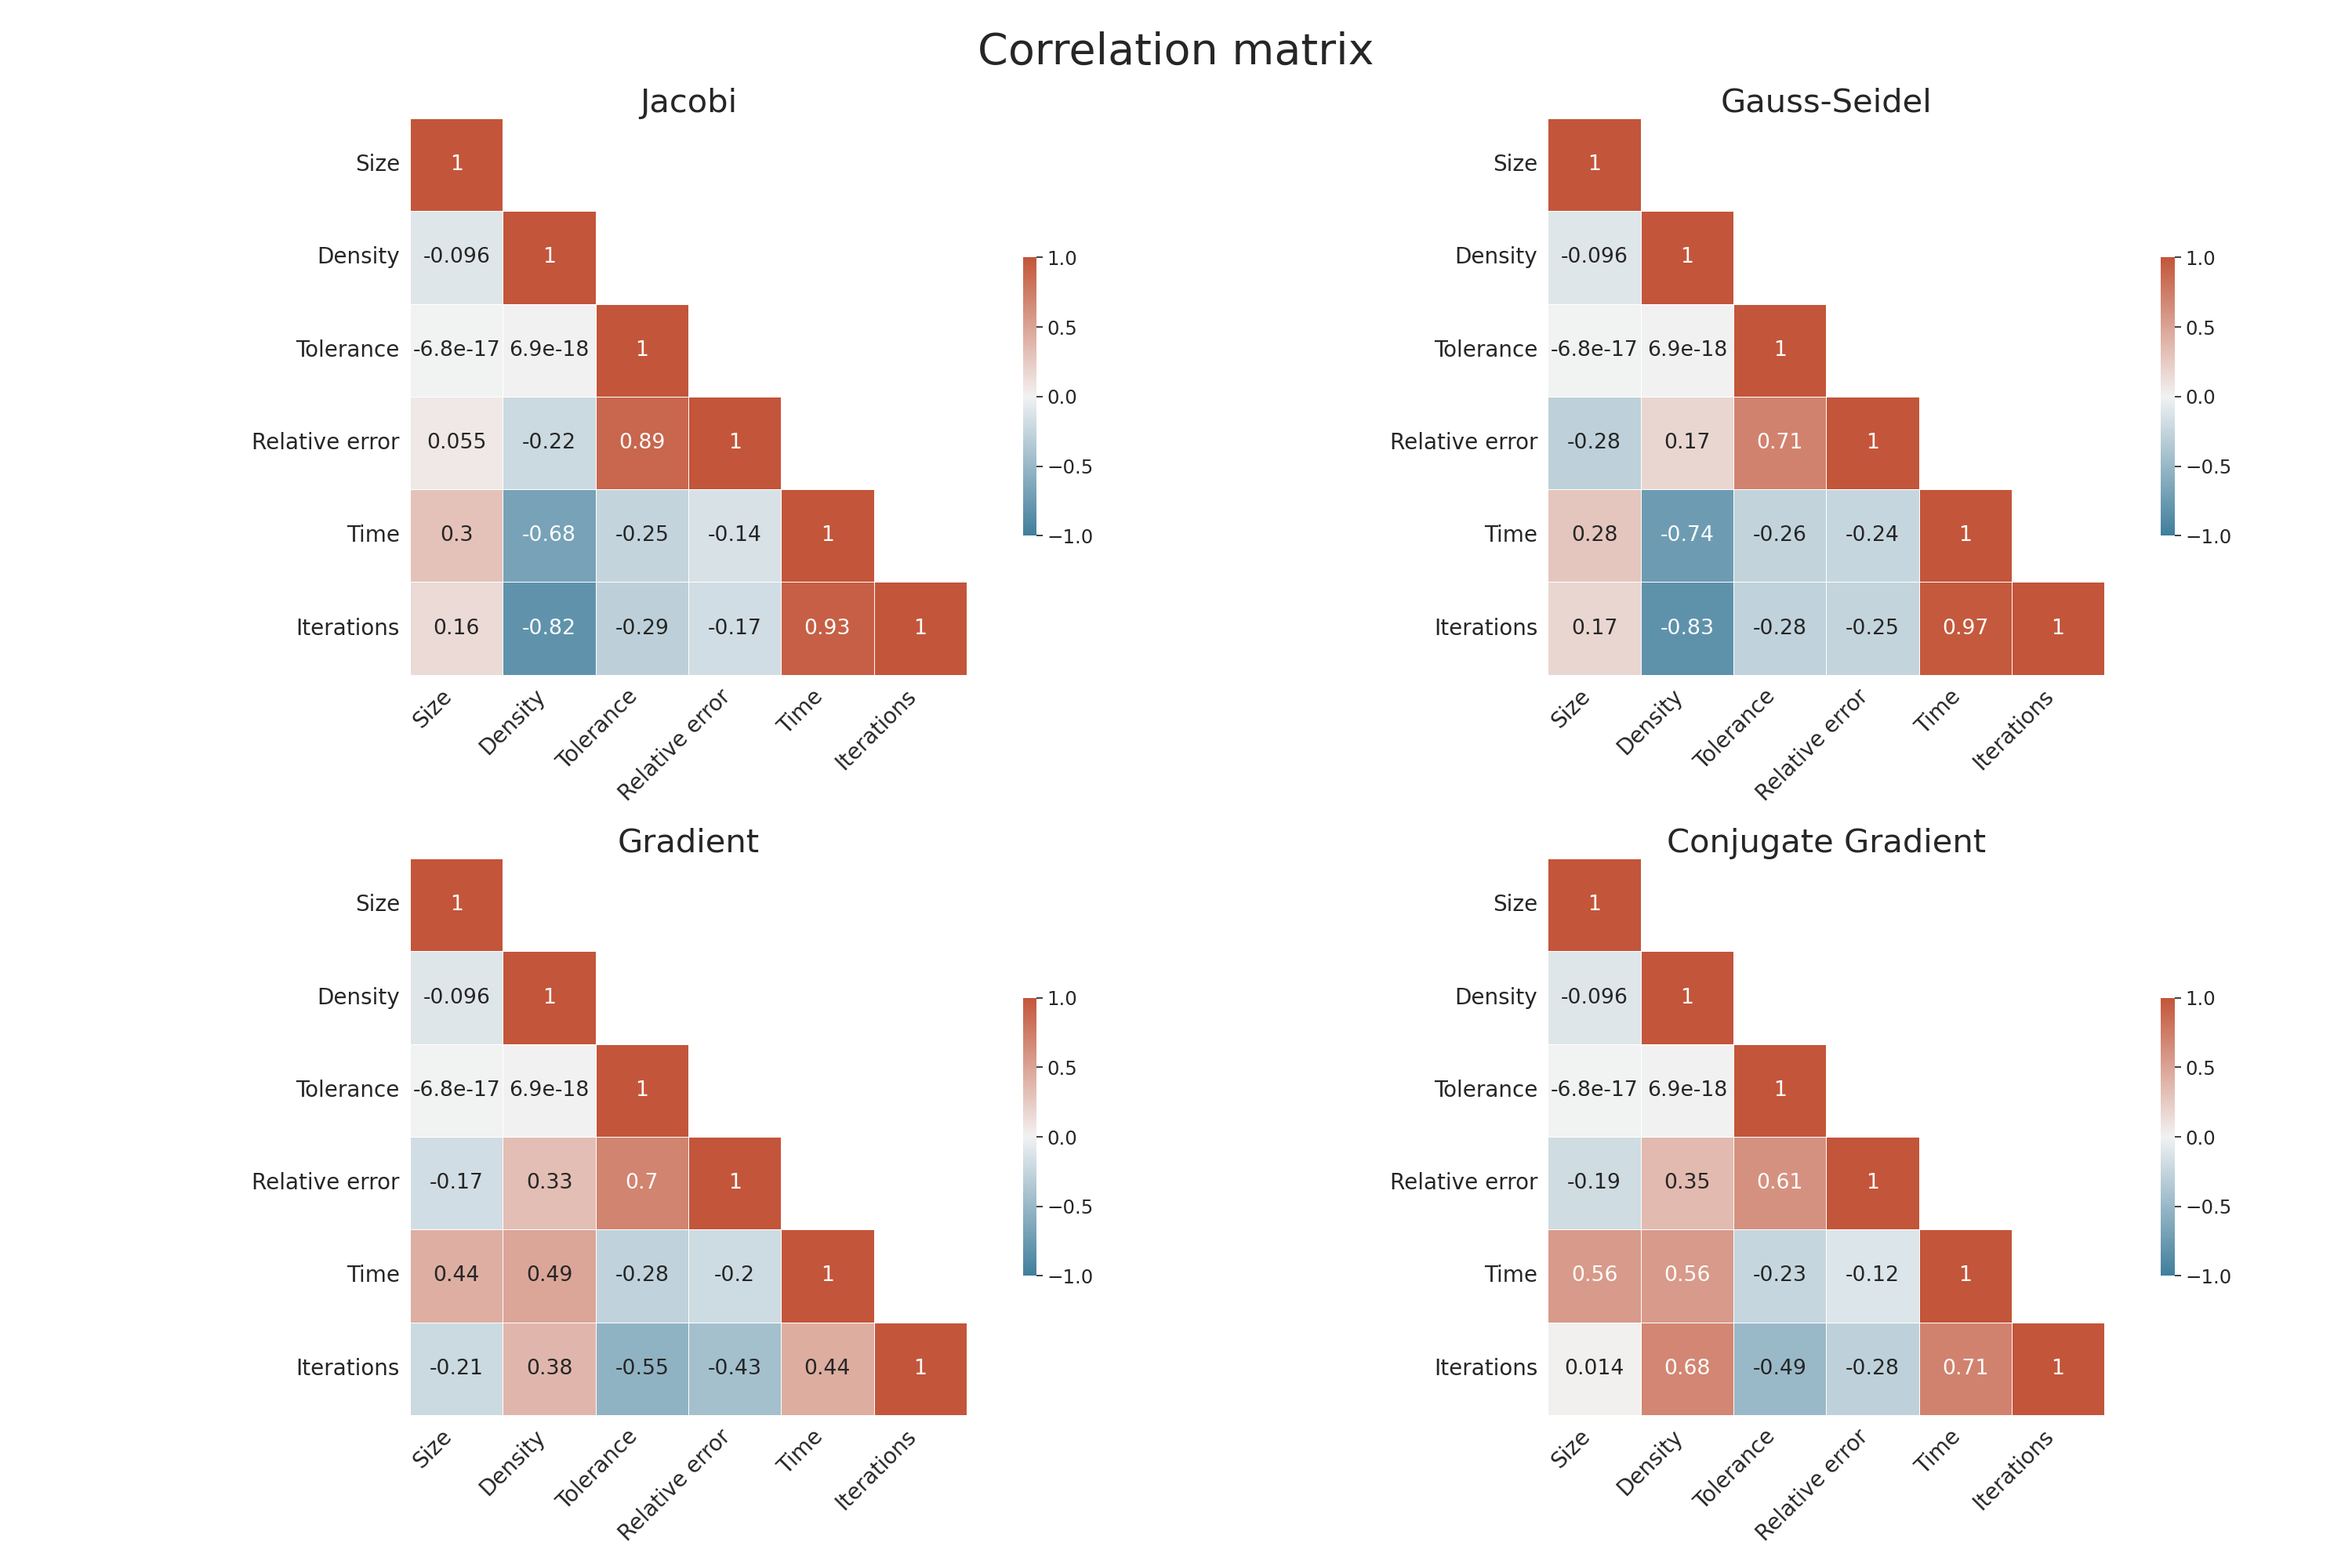 Correlation matrix
Jacobi
Size 1
Density -0.096 1
Tolerance -6.8e-17 6.9e-18 1
Relative error 0.055 -0.22 0.89 1
Time 0.3 -0.68 -0.25 -0.14 1
Iterations 0.16 -0.82 -0.29 -0.17 0.93 1
Size Density Tolerance Relative error Time Iterations
1.0
0.5
0.0
−0.5
−1.0
Gauss-Seidel
Size 1
Density -0.096 1
Tolerance -6.8e-17 6.9e-18 1
Relative error -0.28 0.17 0.71 1
Time 0.28 -0.74 -0.26 -0.24 1
Iterations 0.17 -0.83 -0.28 -0.25 0.97 1
Size Density Tolerance Relative error Time Iterations
1.0
0.5
0.0
−0.5
−1.0
Gradient
Size 1
Density -0.096 1
Tolerance -6.8e-17 6.9e-18 1
Relative error -0.17 0.33 0.7 1
Time 0.44 0.49 -0.28 -0.2 1
Iterations -0.21 0.38 -0.55 -0.43 0.44 1
Size Density Tolerance Relative error Time Iterations
1.0
0.5
0.0
−0.5
−1.0
Conjugate Gradient
Size 1
Density -0.096 1
Tolerance -6.8e-17 6.9e-18 1
Relative error -0.19 0.35 0.61 1
Time 0.56 0.56 -0.23 -0.12 1
Iterations 0.014 0.68 -0.49 -0.28 0.71 1
Size Density Tolerance Relative error Time Iterations
1.0
0.5
0.0
−0.5
−1.0